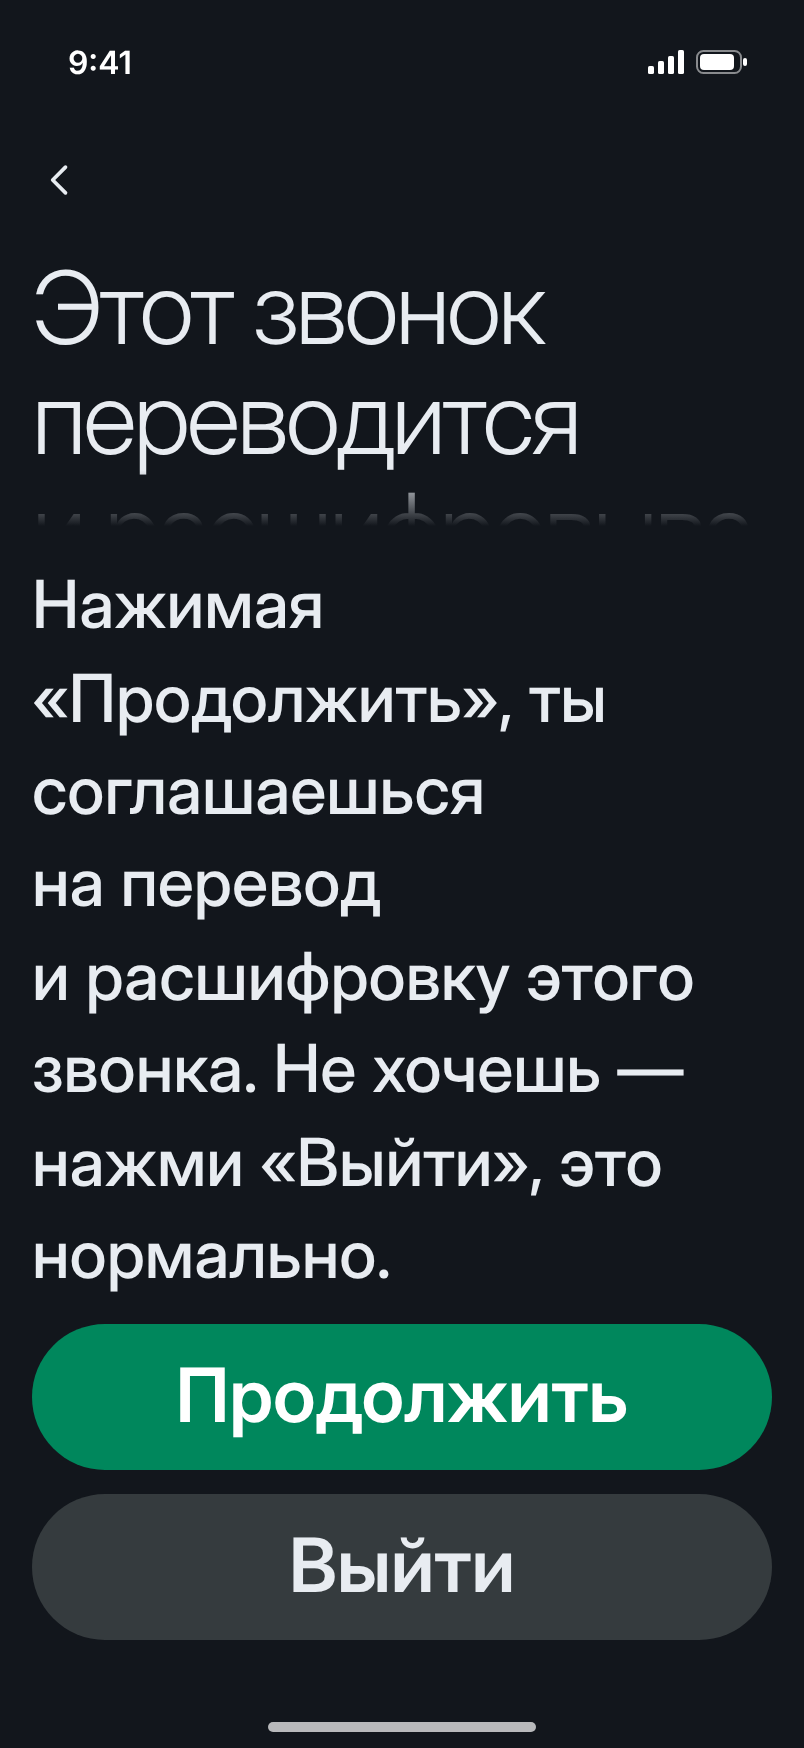 9:41
Этот звонок
переводится
Нажимая
«Продолжить», ты
соглашаешься
на перевод
и расшифровку этого
звонка. Не хочешь —
нажми «Выйти», это
нормально.
Продолжить
Выйти